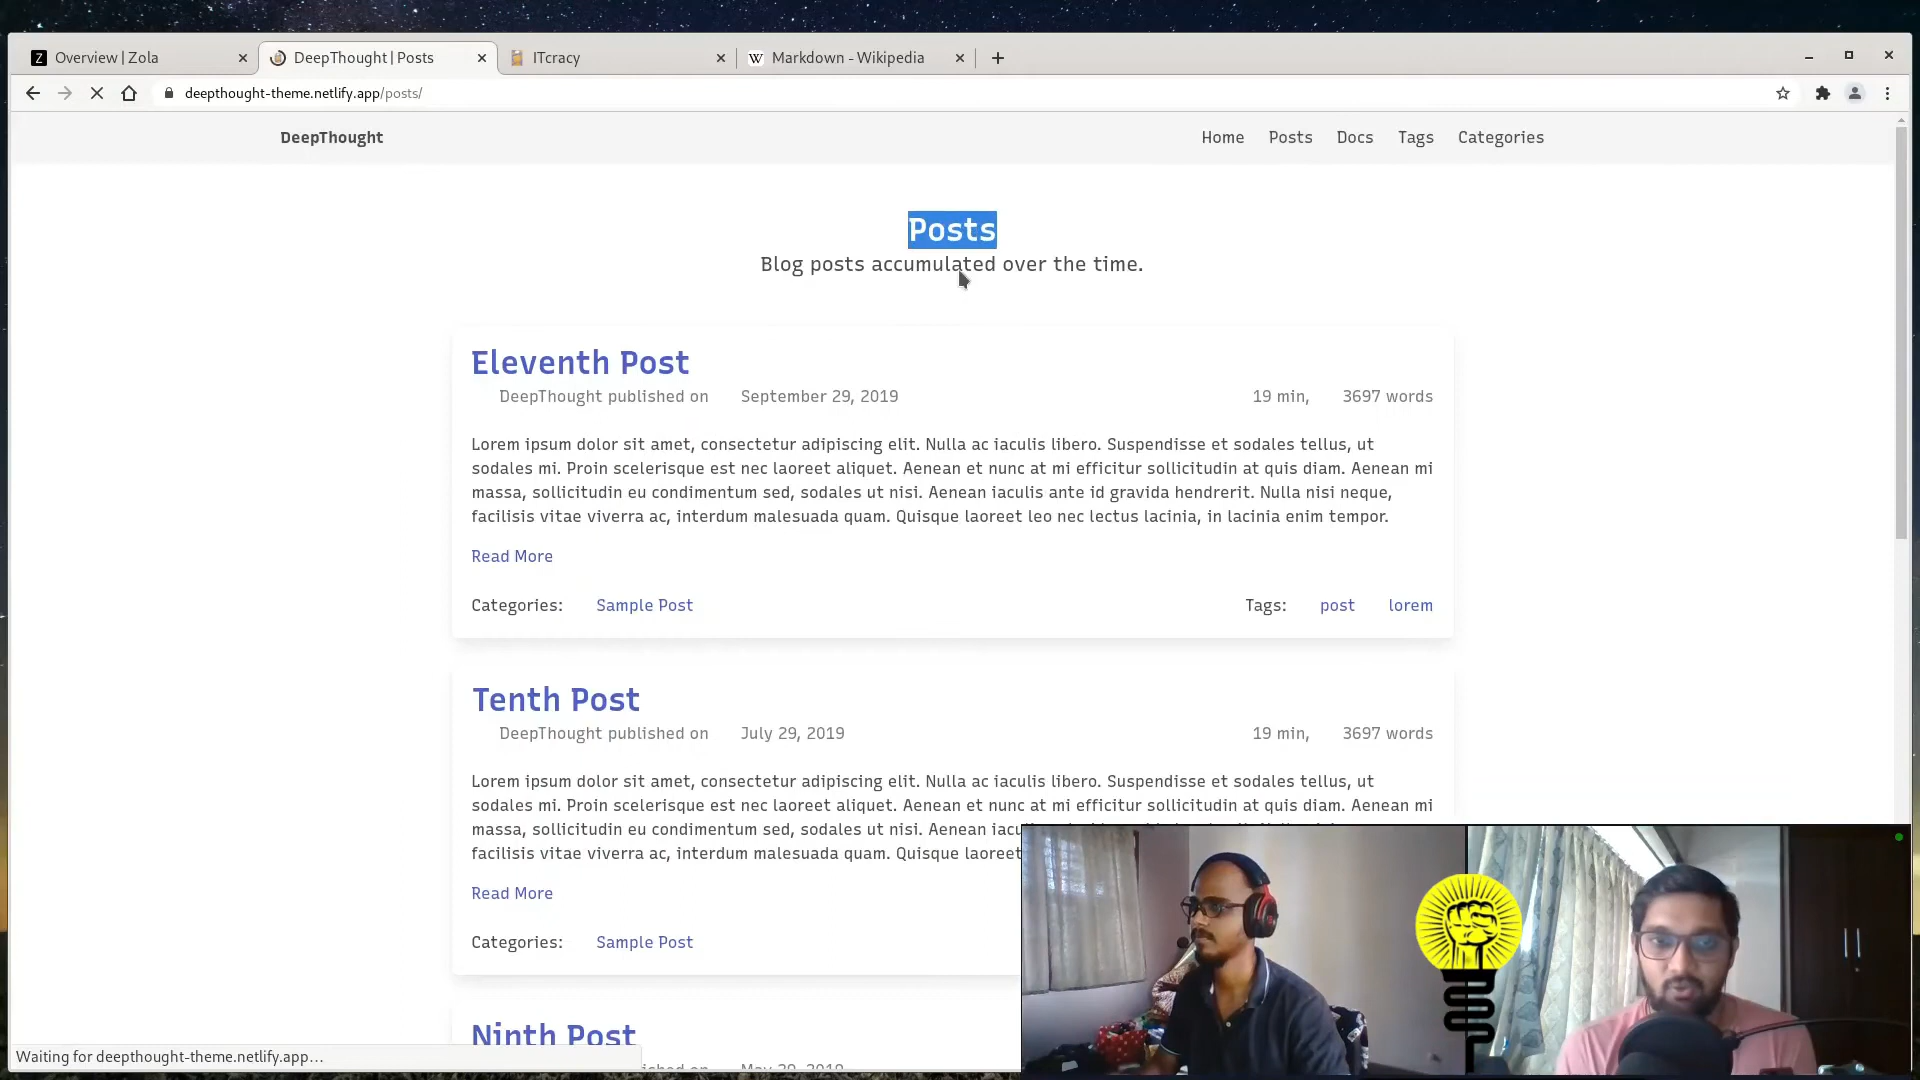 Overview | Zola
DeepThought | Posts
ITcracy
Markdown - Wikipedia
deepthought-theme.netlify.app/posts/
DeepThought
Home Posts Docs Tags Categories
Posts
Blog posts accumulated over the time.
Eleventh Post
DeepThought published on September 29, 2019 19 min, 3697 words
Lorem ipsum dolor sit amet, consectetur adipiscing elit. Nulla ac iaculis libero. Suspendisse et sodales tellus, ut
sodales mi. Proin scelerisque est nec laoreet aliquet. Aenean et nunc at mi efficitur sollicitudin at quis diam. Aenean mi
massa, sollicitudin eu condimentum sed, sodales ut nisi. Aenean iaculis ante id gravida hendrerit. Nulla nisi neque,
facilisis vitae viverra ac, interdum malesuada quam. Quisque laoreet leo nec lectus lacinia, in lacinia enim tempor.
Read More
Categories: Sample Post Tags: post lorem
Tenth Post
DeepThought published on July 29, 2019 19 min, 3697 words
Lorem ipsum dolor sit amet, consectetur adipiscing elit. Nulla ac iaculis libero. Suspendisse et sodales tellus, ut
sodales mi. Proin scelerisque est nec laoreet aliquet. Aenean et nunc at mi efficitur sollicitudin at quis diam. Aenean mi
massa, sollicitudin eu condimentum sed, sodales ut nisi. Aenean
facilisis vitae viverra ac, interdum malesuada quam. Quisque laoreet
Read More
Categories: Sample Post
Ninth Post
Waiting for deepthought-theme.netlify.app...